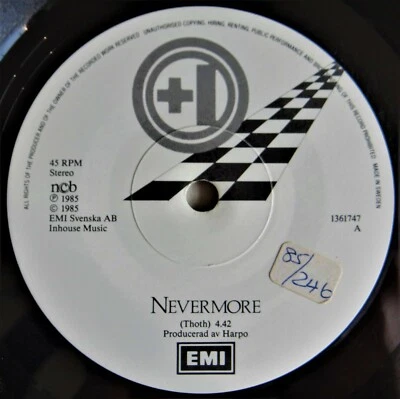 ALL RIGHTS OF THE PRODUCER AND OF THE OWNER OF THE RECORDED WORK RESERVED. UNAUTHORISED COPYING, HIRING, RENTING, PUBLIC PERFORMANCE AND BROADCASTING OF THIS RECORD PROHIBITED. MADE IN SWEDEN
+1
45 RPM
Stereo
ncb
℗ 1985
© 1985
EMI Svenska AB
Inhouse Music
1361747
A
85/246
NEVERMORE
(Thoth) 4.42
Producerad av Harpo
EMI